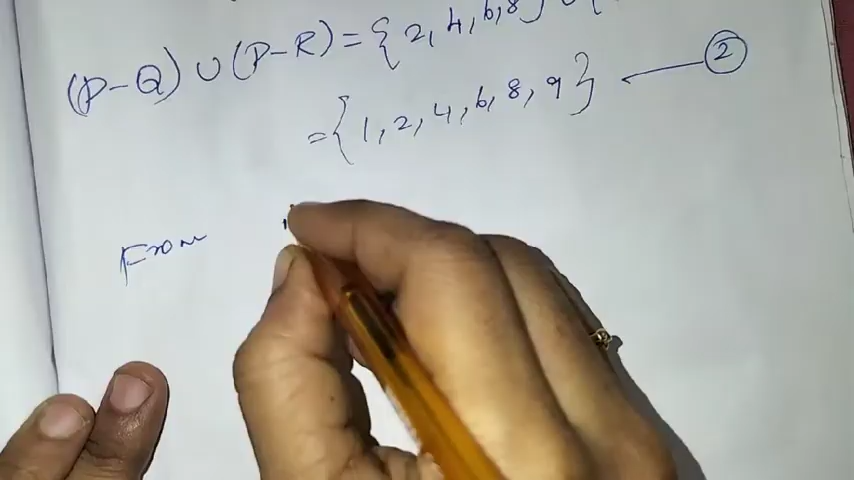 (P-Q) ∪ (P-R) = { 2, 4, 6, 8 } ∪ {
= { 1, 2, 4, 6, 8, 9 } ← ②
From